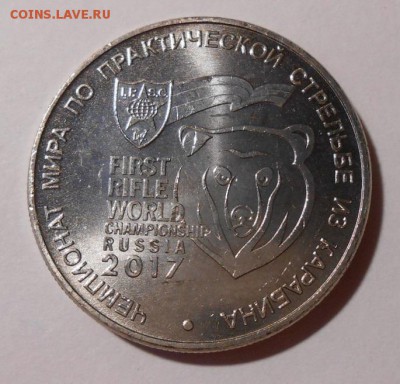 COINS.LAVE.RU
ЧЕМПИОНАТ МИРА ПО ПРАКТИЧЕСКОЙ СТРЕЛЬБЕ ИЗ КАРАБИНА
I.P.S.C.
FIRST
RIFLE
WORLD
CHAMPIONSHIP
RUSSIA
2017